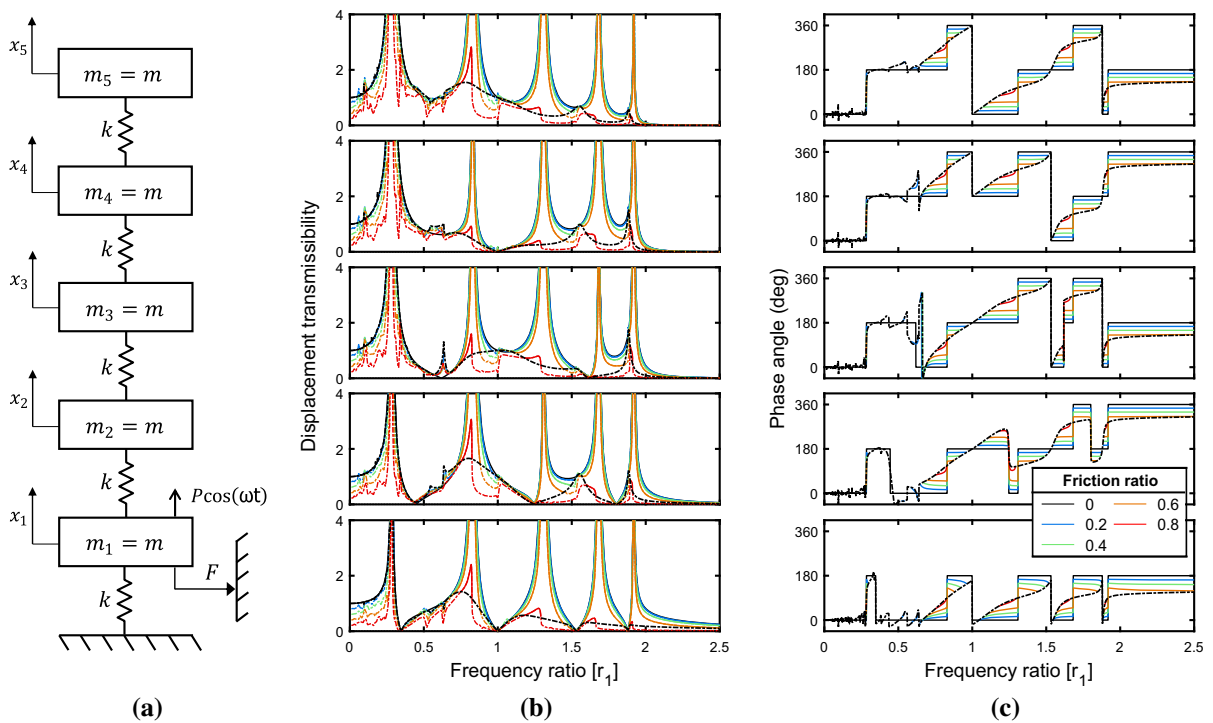 x₅
m₅ = m
k
x₄
m₄ = m
k
x₃
m₃ = m
k
x₂
m₂ = m
k
Pcos(ωt)
x₁
m₁ = m
F
k
(a)
Displacement transmissibility
4
2
0
4
2
0
4
2
0
4
2
0
4
2
0
0 0.5 1 1.5 2 2.5
Frequency ratio [r₁]
(b)
Phase angle (deg)
360
180
0
360
180
0
360
180
0
360
180
0
360
180
0
0 0.5 1 1.5 2 2.5
Frequency ratio [r₁]
Friction ratio
0 0.6
0.2 0.8
0.4
(c)